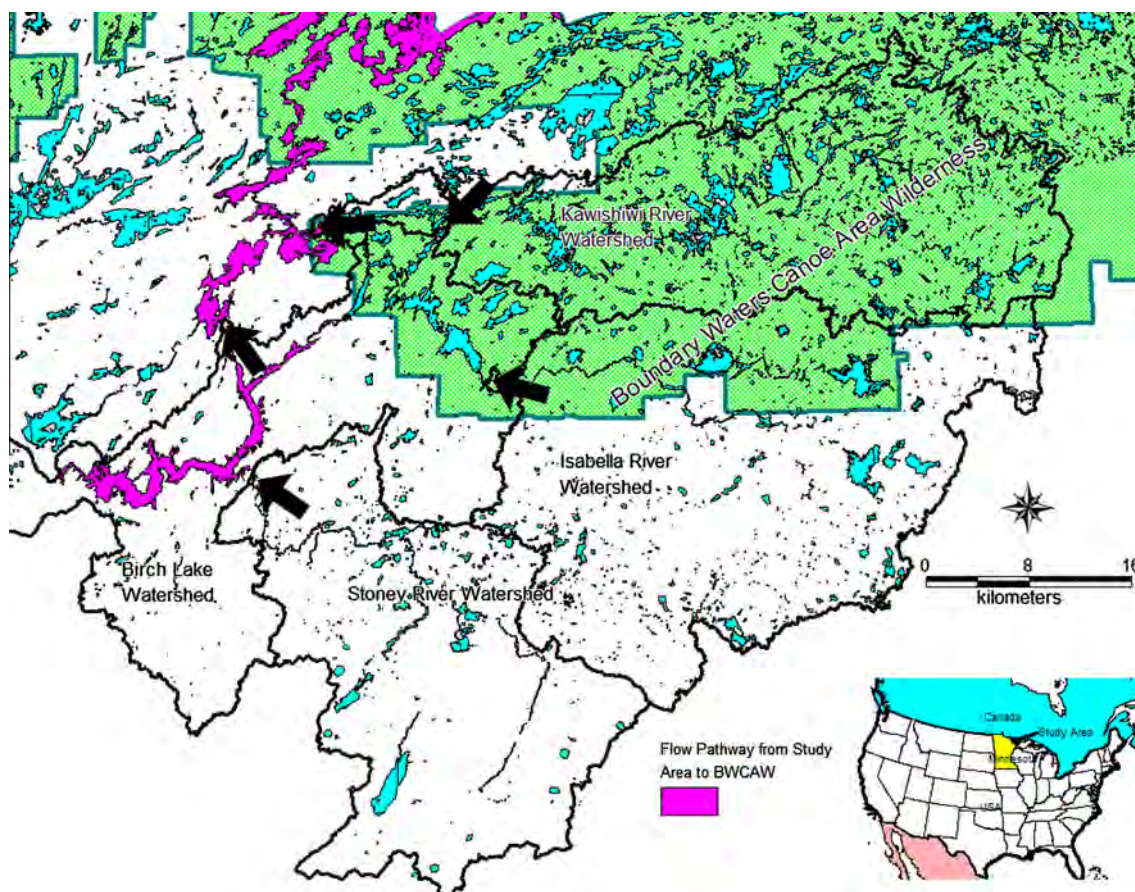 Kawishiwi River
Watershed
Boundary Waters Canoe Area Wilderness
Isabella River
Watershed
Birch Lake
Watershed
Stoney River Watershed
0 8 16
kilometers
Flow Pathway from Study
Area to BWCAW
Canada
Study Area
Minnesota
USA